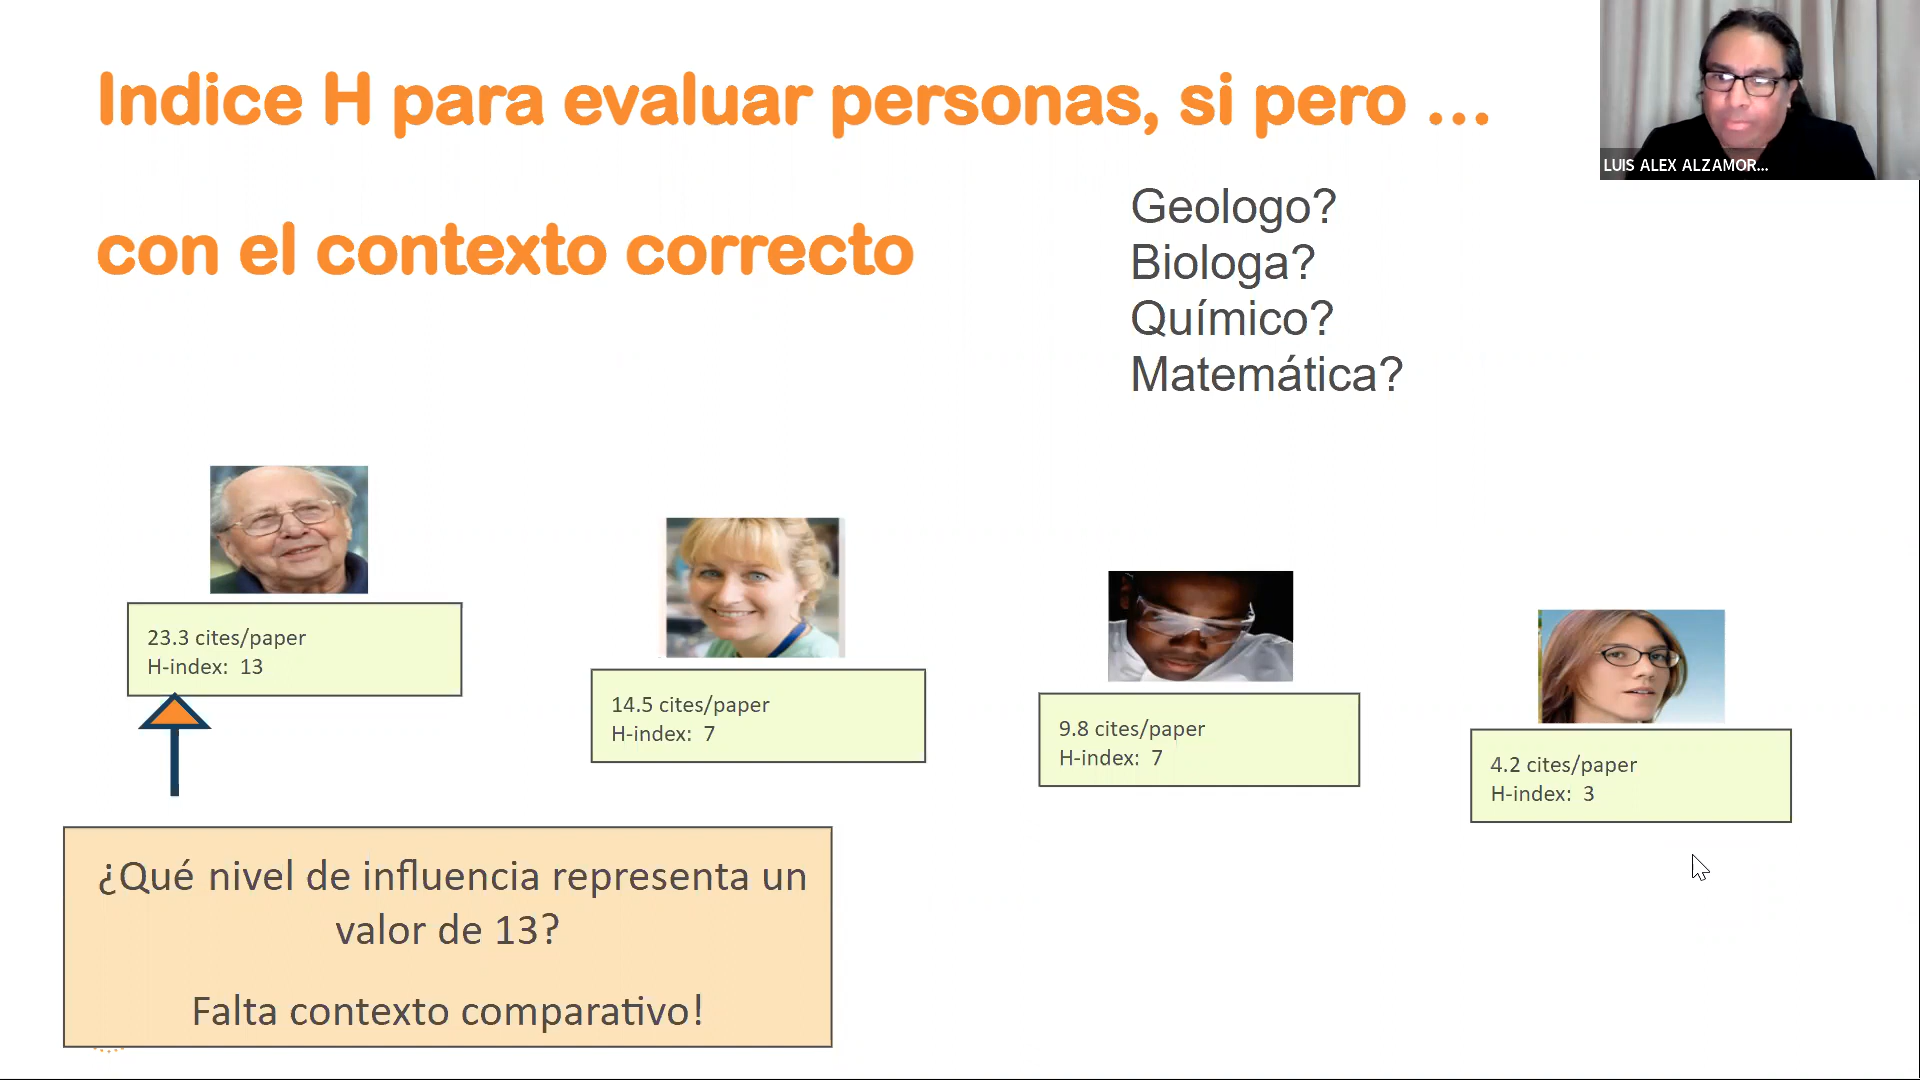 Indice H para evaluar personas, si pero ...
con el contexto correcto
LUIS ALEX ALZAMOR...
Geologo?
Biologa?
Químico?
Matemática?
23.3 cites/paper
H-index: 13
14.5 cites/paper
H-index: 7
9.8 cites/paper
H-index: 7
4.2 cites/paper
H-index: 3
¿Qué nivel de influencia representa un
valor de 13?
Falta contexto comparativo!